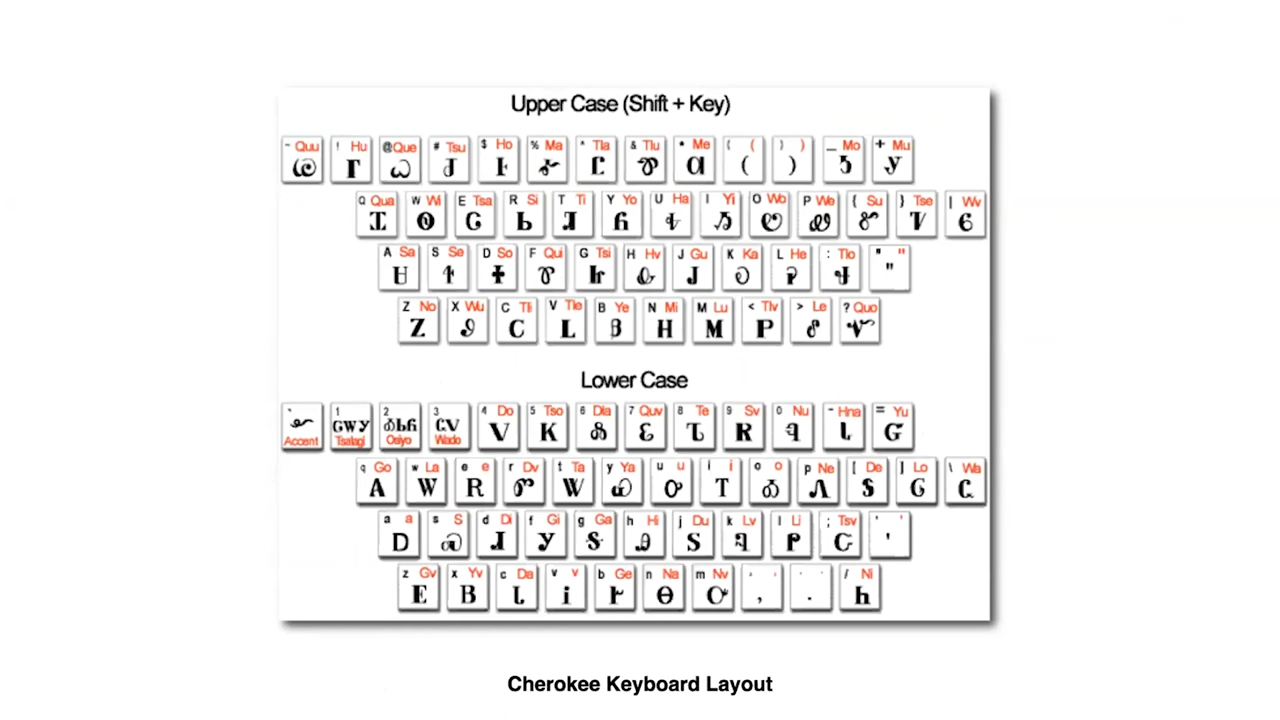 Upper Case (Shift + Key)
~ Quu ! Hu @ Que # Tsu $ Ho % Ma ^ Tla & Tlu * Me ( ( ) ) _ Mo + Mu
Ꮚ Ꮁ Ꮗ Ꮷ Ꮀ Ꮉ Ꮭ Ꮱ Ꮊ ( ) Ꮌ Ꮍ
Q Qua W Wi E Tsa R Si T Ti Y Yo U Ha I Yi O Wo P We { Su } Tse | Wv
Ꮖ Ꮻ Ꮳ Ꮟ Ꮨ Ᏺ Ꭽ Ᏹ Ꮼ Ꮺ Ꮡ Ꮴ Ꮾ
A Sa S Se D So F Qui G Tsi H Hv J Gu K Ka L He : Tlo " "
Ꮜ Ꮞ Ꮠ Ꮘ Ꮵ Ꮂ Ꭻ Ꭷ Ꭾ Ꮰ "
Z No X Wu C Tli V Tle B Ye N Mi M Lu < Tlv > Le ? Quo
Ꮓ Ꮽ Ꮯ Ꮮ Ᏸ Ꮋ Ꮇ Ꮲ Ꮄ Ꮙ
Lower Case
` 1 2 3 4 Do 5 Tso 6 Dla 7 Quv 8 Te 9 Sv 0 Nu - Hna = Yu
ᏣᎳᎩ ᎣᏏᏲ ᏩᏙ Ꮩ Ꮶ Ꮬ Ꮛ Ꮦ Ꮢ Ꮔ Ꮏ Ᏻ
Accent Tsalagi Osiyo Wado
q Go w La e e r Dv t Ta y Ya u u i i o o p Ne [ De ] Lo \ Wa
Ꭺ Ꮃ Ꭱ Ꮫ Ꮤ Ꮿ Ꭴ Ꭲ Ꭳ Ꮑ Ꮥ Ꮆ Ꮹ
a a s S d Di f Gi g Ga h Hi j Du k Lv l Li ; Tsv ' '
Ꭰ Ꮝ Ꮧ Ꭹ Ꭶ Ꭿ Ꮪ Ꮈ Ꮅ Ꮸ '
z Gv x Yv c Da v v b Ge n Na m Nv , , . . / Ni
Ꭼ Ᏼ Ꮣ Ꭵ Ꭸ Ꮎ Ꮕ , . Ꮒ
Cherokee Keyboard Layout